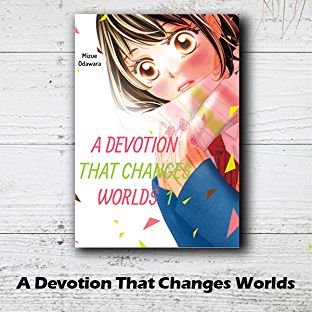 Mizue
Odawara
A DEVOTION
THAT CHANGES
WORLDS 1
A Devotion That Changes Worlds